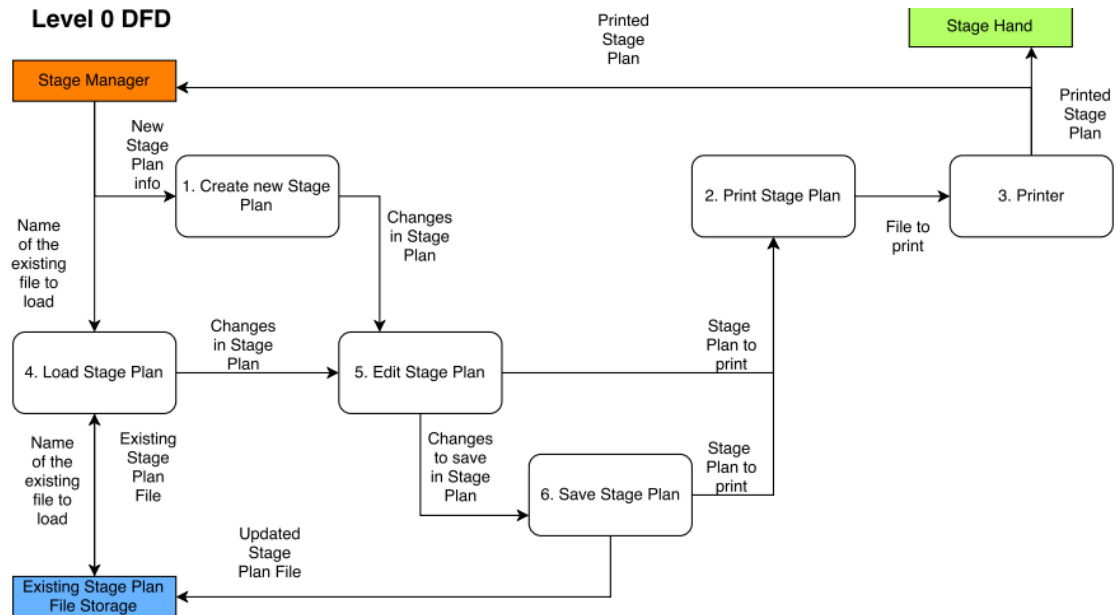 Level 0 DFD
Printed
Stage
Plan
Stage Hand
Stage Manager
Printed
Stage
Plan
New
Stage
Plan
info
1. Create new Stage
Plan
2. Print Stage Plan
3. Printer
Changes
in Stage
Plan
File to
print
Name
of the
existing
file to
load
Changes
in Stage
Plan
Stage
Plan to
print
4. Load Stage Plan
5. Edit Stage Plan
Name
of the
existing
file to
load
Existing
Stage
Plan
File
Changes
to save
in Stage
Plan
Stage
Plan to
print
6. Save Stage Plan
Updated
Stage
Plan File
Existing Stage Plan
File Storage